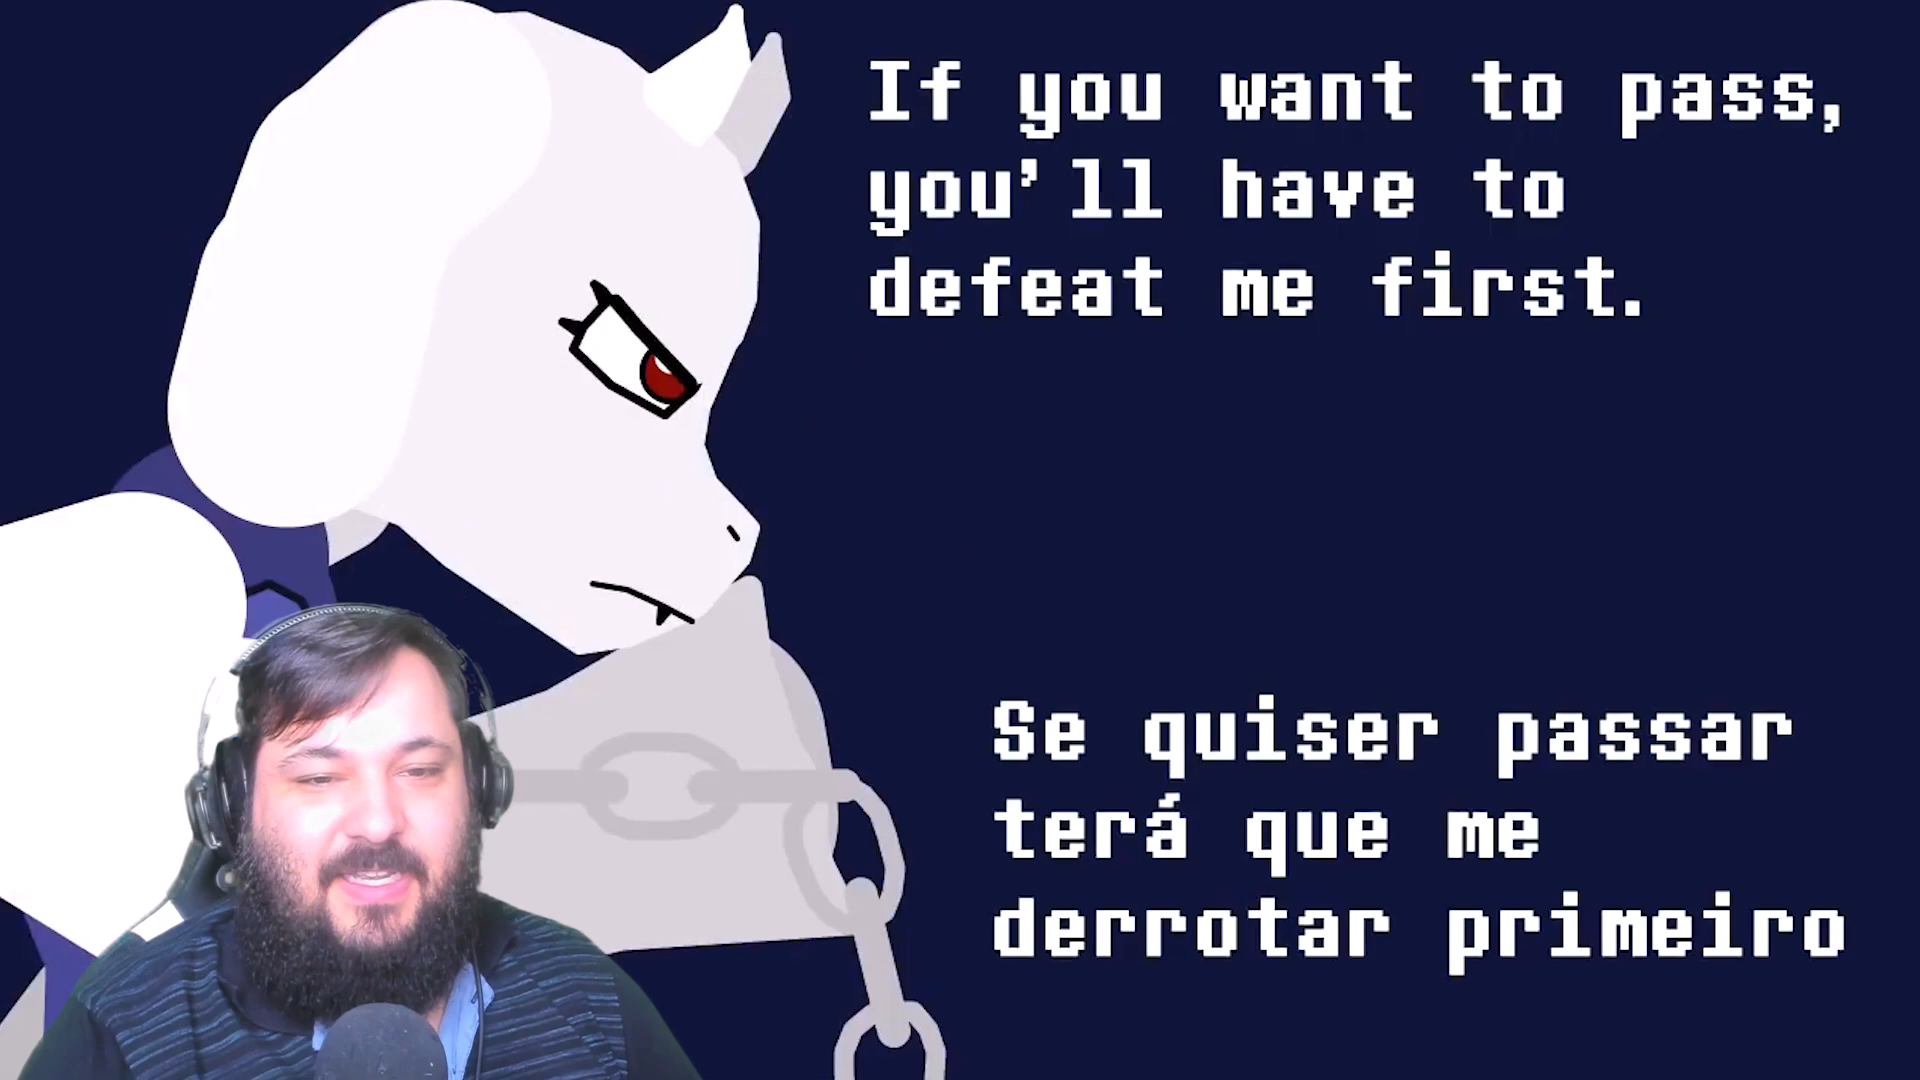 If you want to pass,
you'll have to
defeat me first.
Se quiser passar
terá que me
derrotar primeiro